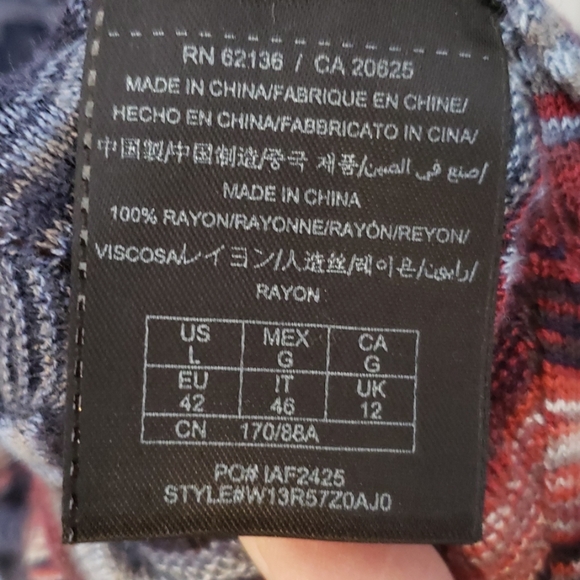 RN 62136 / CA 20625
MADE IN CHINA/FABRIQUE EN CHINE/
HECHO EN CHINA/FABBRICATO IN CINA/
中国製/中国制造/중국 제품/صنع في الصين/
MADE IN CHINA
100% RAYON/RAYONNE/RAYÓN/REYON/
VISCOSA/レイヨン/人造丝/레이온/رايون/
RAYON
US MEX CA
L G G
EU IT UK
42 46 12
CN 170/88A
PO# IAF2425
STYLE#W13R57Z0AJ0